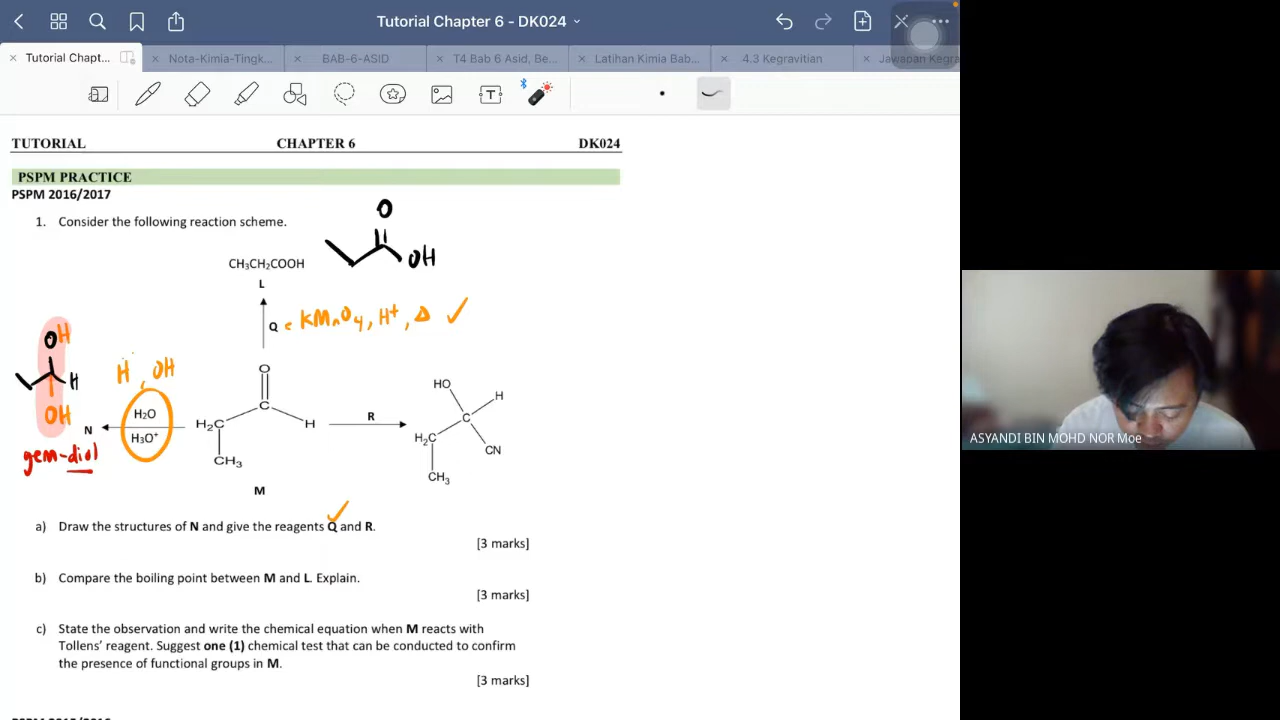 Tutorial Chapter 6 - DK024
Tutorial Chapt...
Nota-Kimia-Tingk...
BAB-6-ASID
T4 Bab 6 Asid, Be...
Latihan Kimia Bab...
4.3 Kegravitian
Jawapan Kegra
TUTORIAL CHAPTER 6 DK024
PSPM PRACTICE
PSPM 2016/2017
1. Consider the following reaction scheme.
O
OH
CH₃CH₂COOH
L
Q = KMnO₄, H⁺, Δ ✓
OH
H
OH
gem-diol
N
H, OH
H₂O
H₃O⁺
O
C
H₂C
H
CH₃
M
R
HO
H
C
H₂C
CN
CH₃
a) Draw the structures of N and give the reagents Q and R.
[3 marks]
b) Compare the boiling point between M and L. Explain.
[3 marks]
c) State the observation and write the chemical equation when M reacts with
Tollens' reagent. Suggest one (1) chemical test that can be conducted to confirm
the presence of functional groups in M.
[3 marks]
ASYANDI BIN MOHD NOR Moe